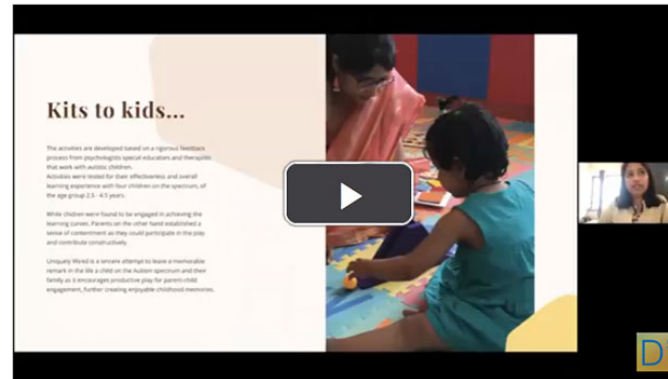 Kits to kids...
The activities are developed based on a rigorous feedback
process from psychologists special educators and therapists
that work with autistic children.
Activities were tested for their effectiveness and overall
learning experience with four children on the spectrum, of
the age group 2.5 - 4.5 years.
While children were found to be engaged in achieving the
learning curves. Parents on the other hand established a
sense of contentment as they could participate in the play
and contribute constructively.
Uniquely Wired is a sincere attempt to leave a memorable
remark in the life a child on the Autism spectrum and their
family as it encourages productive play for parent-child
engagement, further creating enjoyable childhood memories.
D